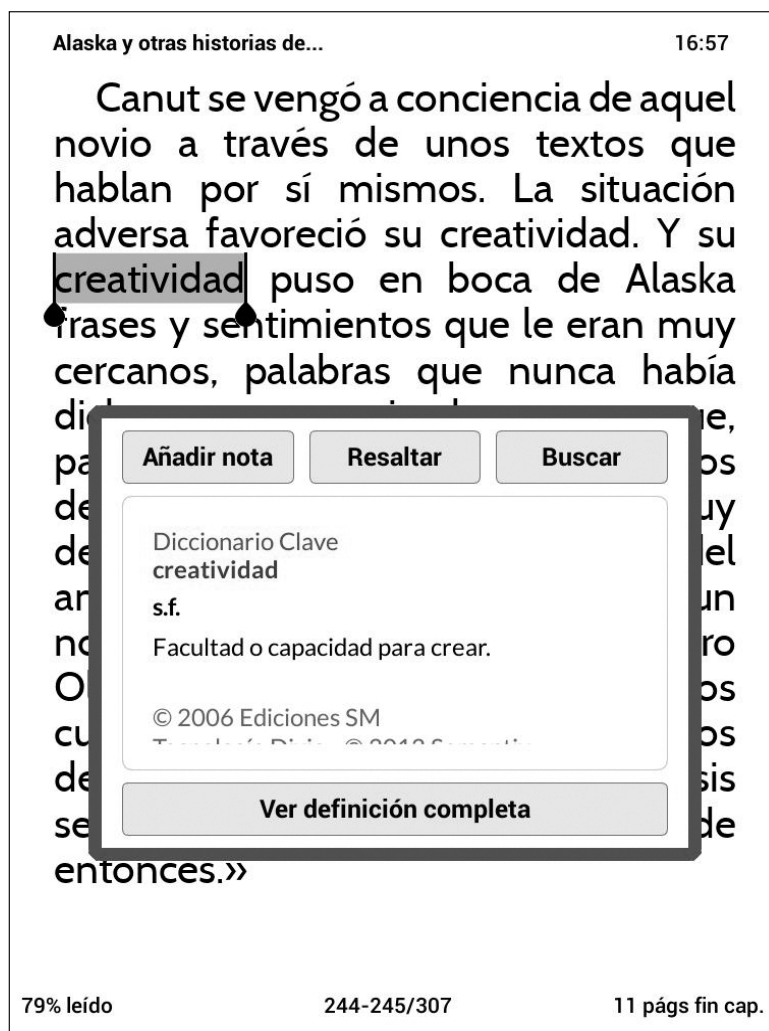 Alaska y otras historias de... 16:57
Canut se vengó a conciencia de aquel
novio a través de unos textos que
hablan por sí mismos. La situación
adversa favoreció su creatividad. Y su
creatividad puso en boca de Alaska
frases y sentimientos que le eran muy
cercanos, palabras que nunca había
Añadir nota Resaltar Buscar
Diccionario Clave
creatividad
s.f.
Facultad o capacidad para crear.
© 2006 Ediciones SM
Ver definición completa
entonces.»
79% leído 244-245/307 11 págs fin cap.